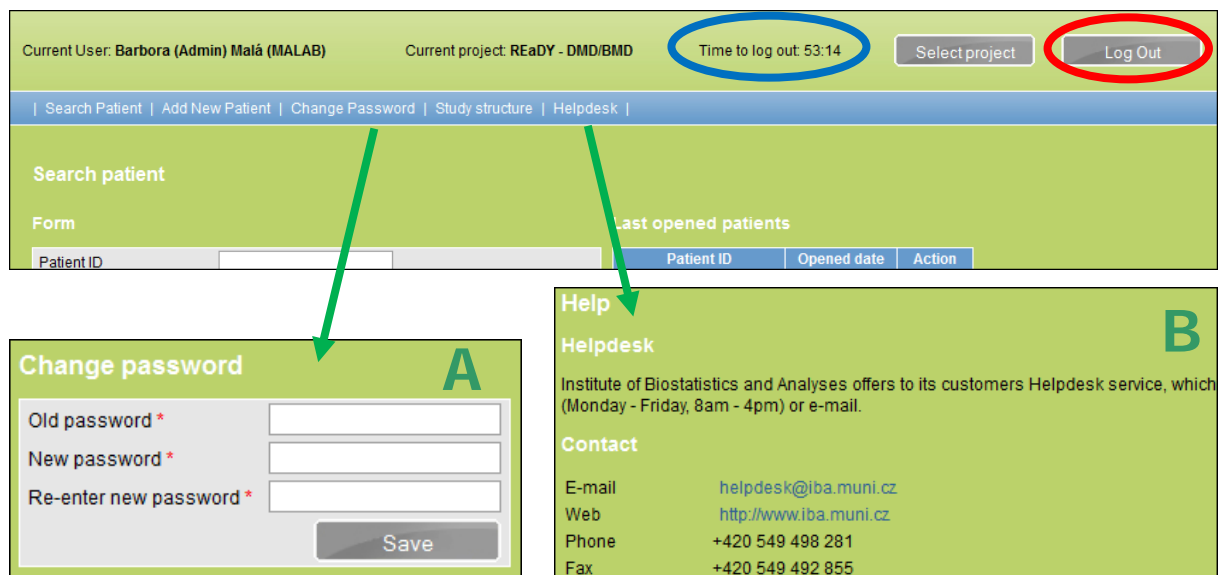 Current User: Barbora (Admin) Malá (MALAB) Current project: REaDY - DMD/BMD Time to log out: 53:14 Select project Log Out
| Search Patient | Add New Patient | Change Password | Study structure | Helpdesk |
Search patient
Form
Patient ID
Last opened patients
Patient ID Opened date Action
Change password A
Old password *
New password *
Re-enter new password *
Save
Help
B
Helpdesk
Institute of Biostatistics and Analyses offers to its customers Helpdesk service, which
(Monday - Friday, 8am - 4pm) or e-mail.
Contact
E-mail helpdesk@iba.muni.cz
Web http://www.iba.muni.cz
Phone +420 549 498 281
Fax +420 549 492 855